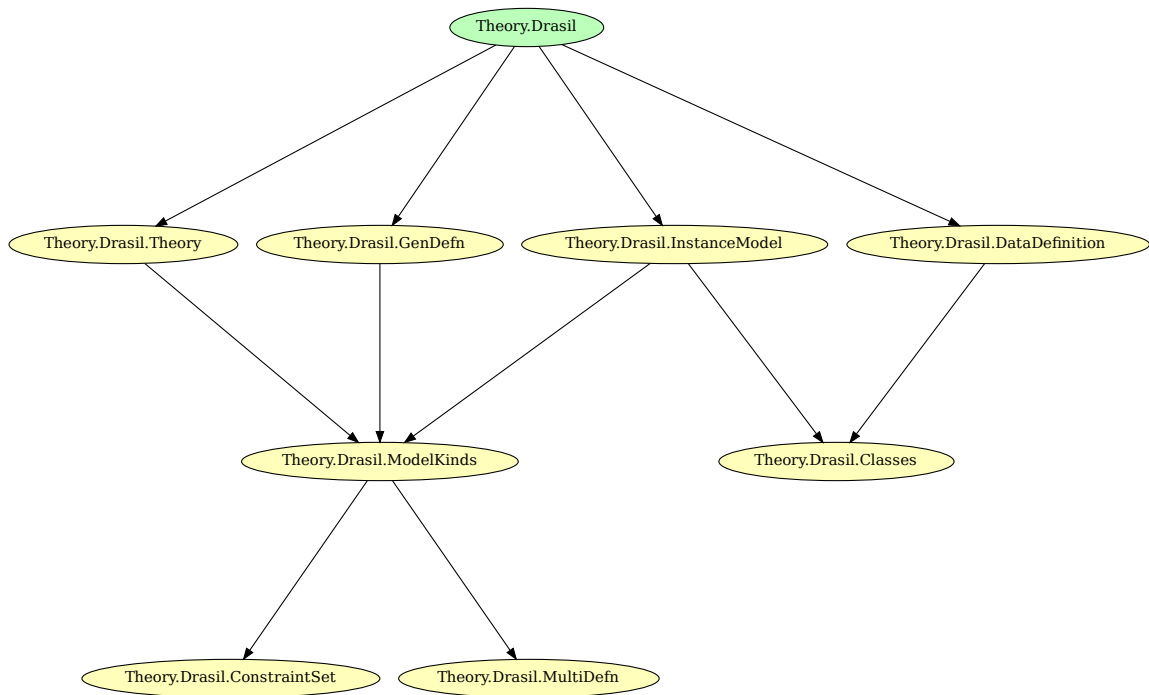 Theory.Drasil
Theory.Drasil.Theory
Theory.Drasil.GenDefn
Theory.Drasil.InstanceModel
Theory.Drasil.DataDefinition
Theory.Drasil.ModelKinds
Theory.Drasil.Classes
Theory.Drasil.ConstraintSet
Theory.Drasil.MultiDefn